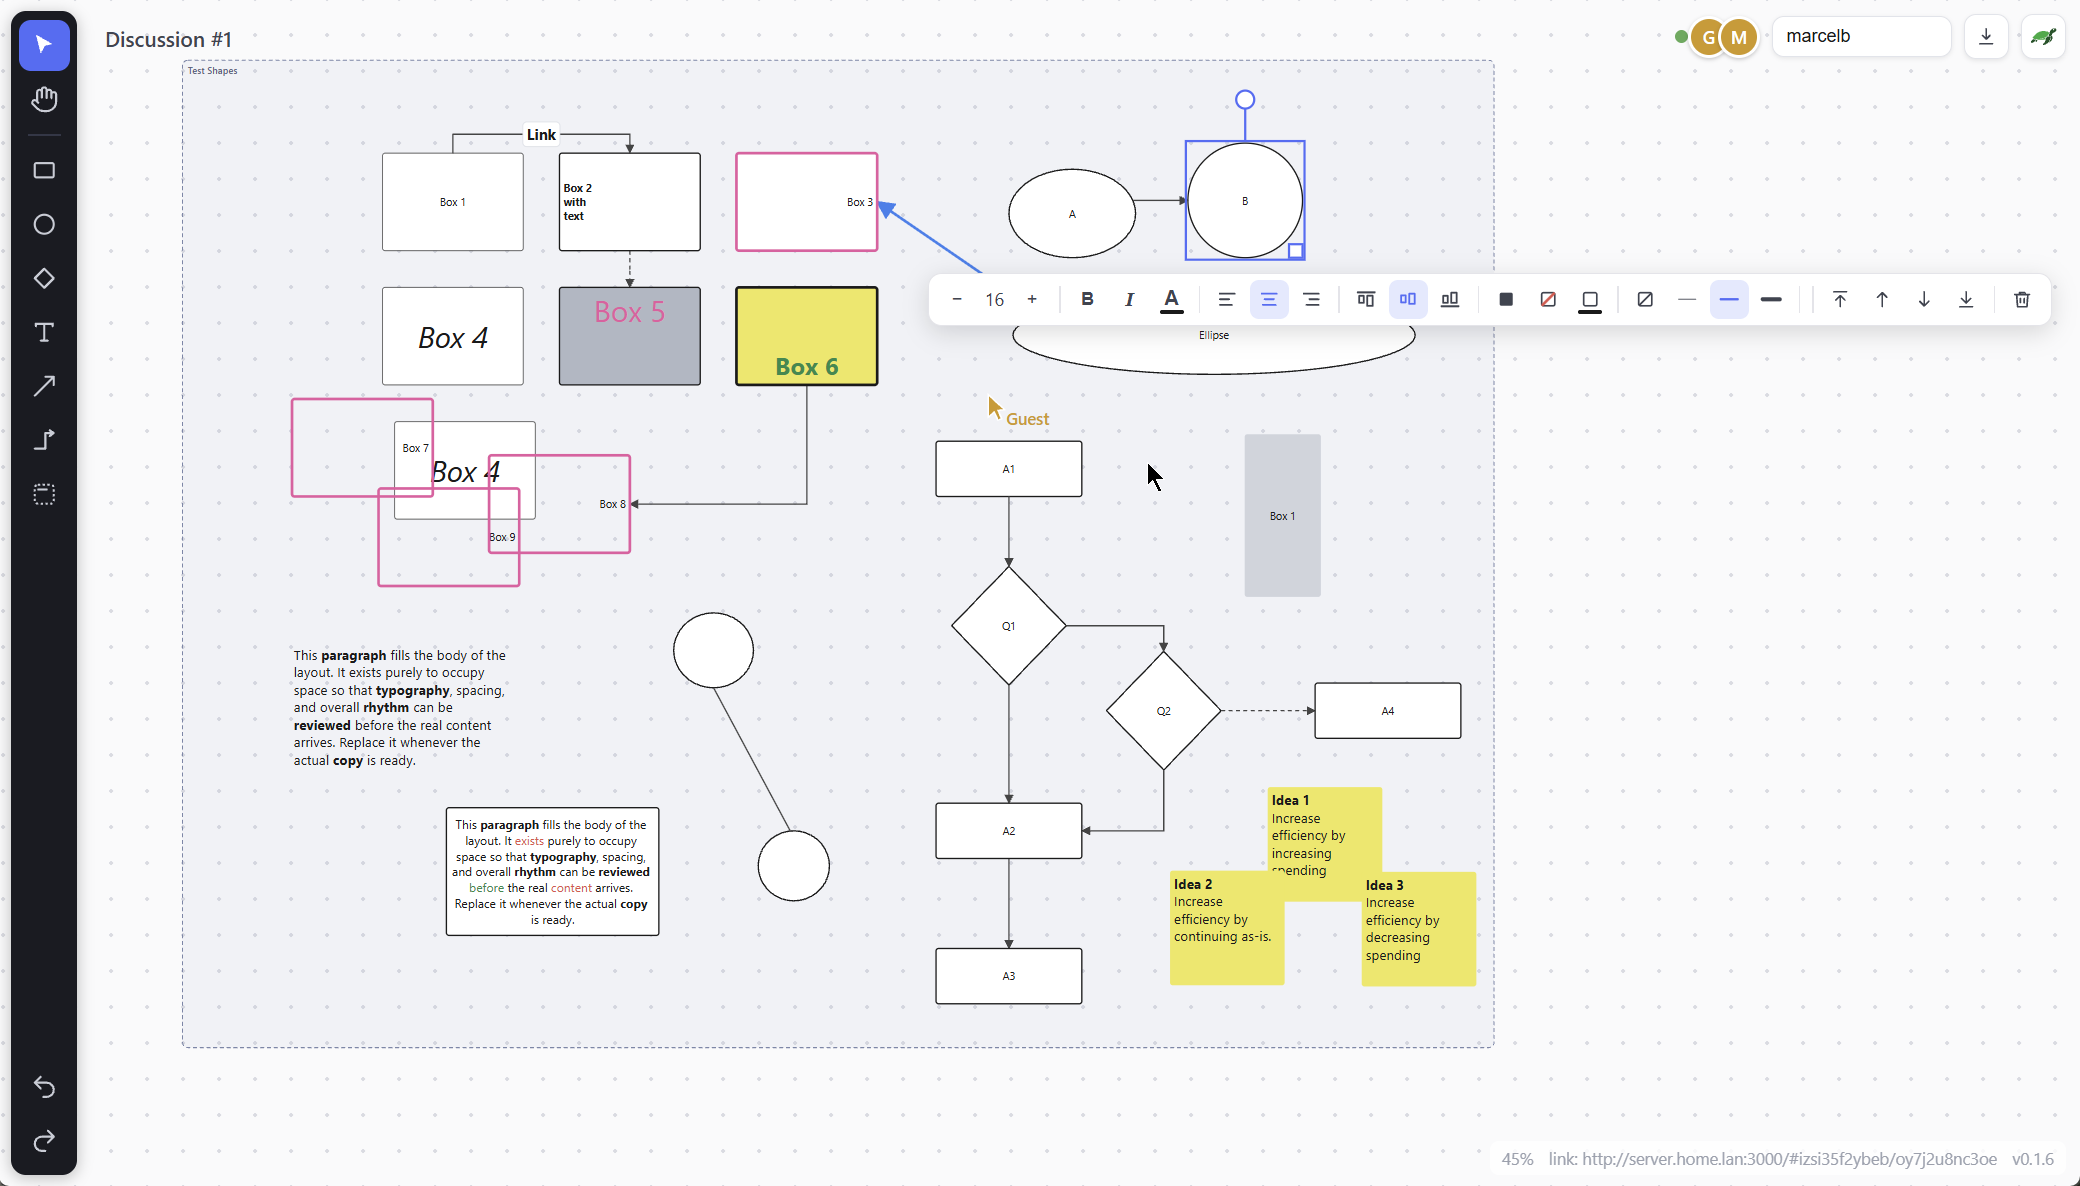 Discussion #1
G
M
marcelb
Test Shapes
Link
Box 1
Box 2
with
text
Box 3
A
B
16
B
I
A
Box 4
Box 5
Box 6
Ellipse
Guest
Box 7
Box 4
Box 8
Box 9
A1
Box 1
Q1
Q2
A4
This paragraph fills the body of the
layout. It exists purely to occupy
space so that typography, spacing,
and overall rhythm can be
reviewed before the real content
arrives. Replace it whenever the
actual copy is ready.
This paragraph fills the body of the
layout. It exists purely to occupy
space so that typography, spacing,
and overall rhythm can be reviewed
before the real content arrives.
Replace it whenever the actual copy
is ready.
A2
A3
Idea 1
Increase
efficiency by
increasing
spending
Idea 2
Increase
efficiency by
continuing as-is.
Idea 3
Increase
efficiency by
decreasing
spending
45% link: http://server.home.lan:3000/#izsi35f2ybeb/oy7j2u8nc3oe v0.1.6